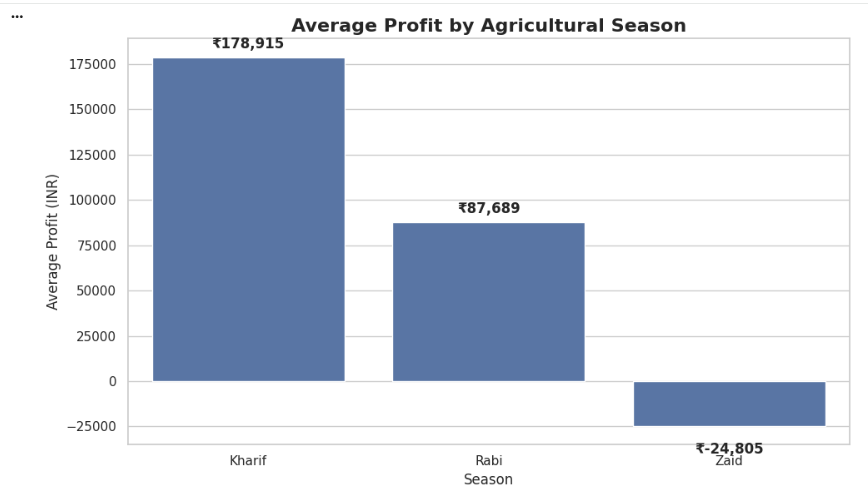 ...
Average Profit by Agricultural Season
₹178,915
175000
150000
125000
100000
75000
50000
25000
0
−25000
Average Profit (INR)
₹87,689
₹-24,805
Kharif
Rabi
Zaid
Season